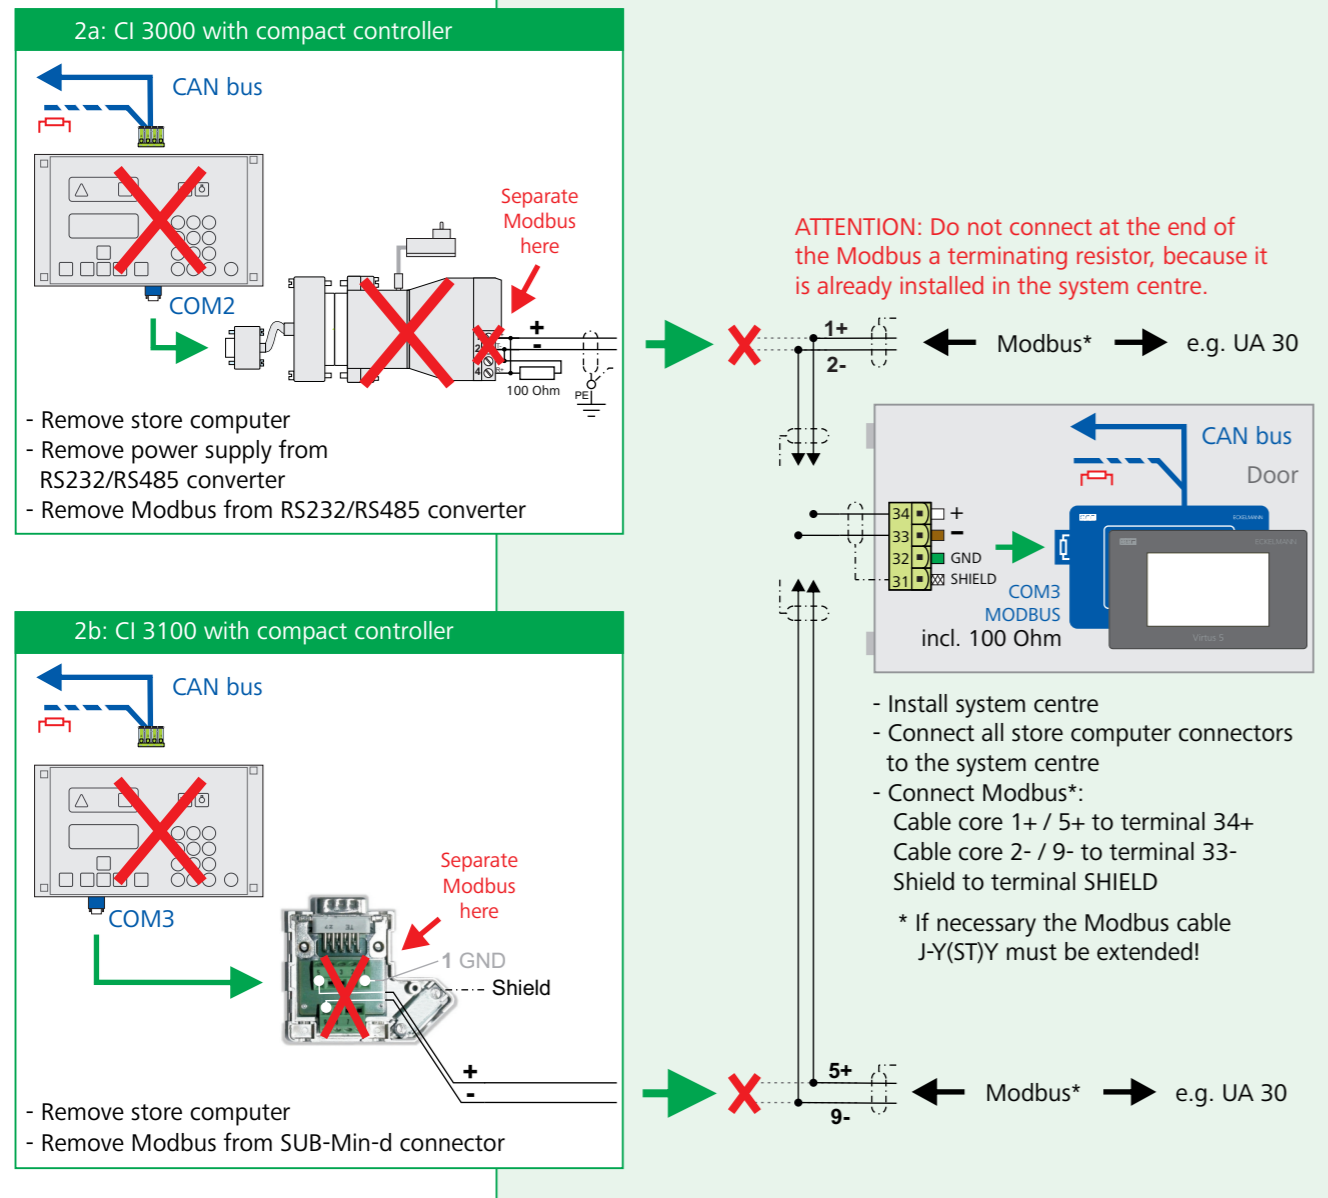 2a: CI 3000 with compact controller
CAN bus
COM2
Separate
Modbus
here
+
-
2
4
100 Ohm
PE
- Remove store computer
- Remove power supply from
RS232/RS485 converter
- Remove Modbus from RS232/RS485 converter
ATTENTION: Do not connect at the end of
the Modbus a terminating resistor, because it
is already installed in the system centre.
1+
2-
Modbus*
e.g. UA 30
CAN bus
Door
34 +
33 -
32 GND
31 SHIELD
ECKELMANN
ECKELMANN
COM3
MODBUS
incl. 100 Ohm
Virtus 5
2b: CI 3100 with compact controller
CAN bus
COM3
Separate
Modbus
here
1 GND
Shield
+
-
- Remove store computer
- Remove Modbus from SUB-Min-d connector
- Install system centre
- Connect all store computer connectors
to the system centre
- Connect Modbus*:
Cable core 1+ / 5+ to terminal 34+
Cable core 2- / 9- to terminal 33-
Shield to terminal SHIELD
* If necessary the Modbus cable
J-Y(ST)Y must be extended!
5+
9-
Modbus*
e.g. UA 30